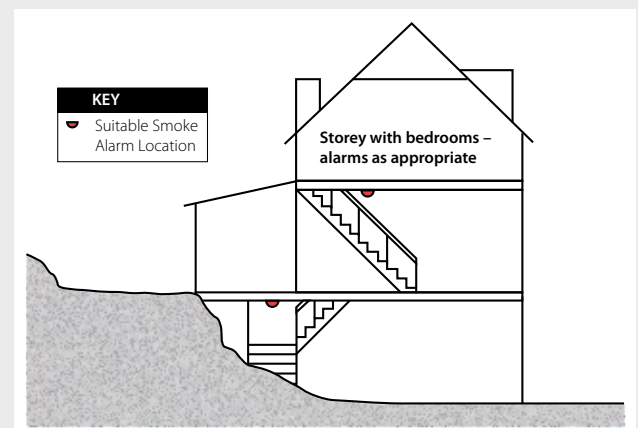 KEY
Suitable Smoke
Alarm Location
Storey with bedrooms –
alarms as appropriate